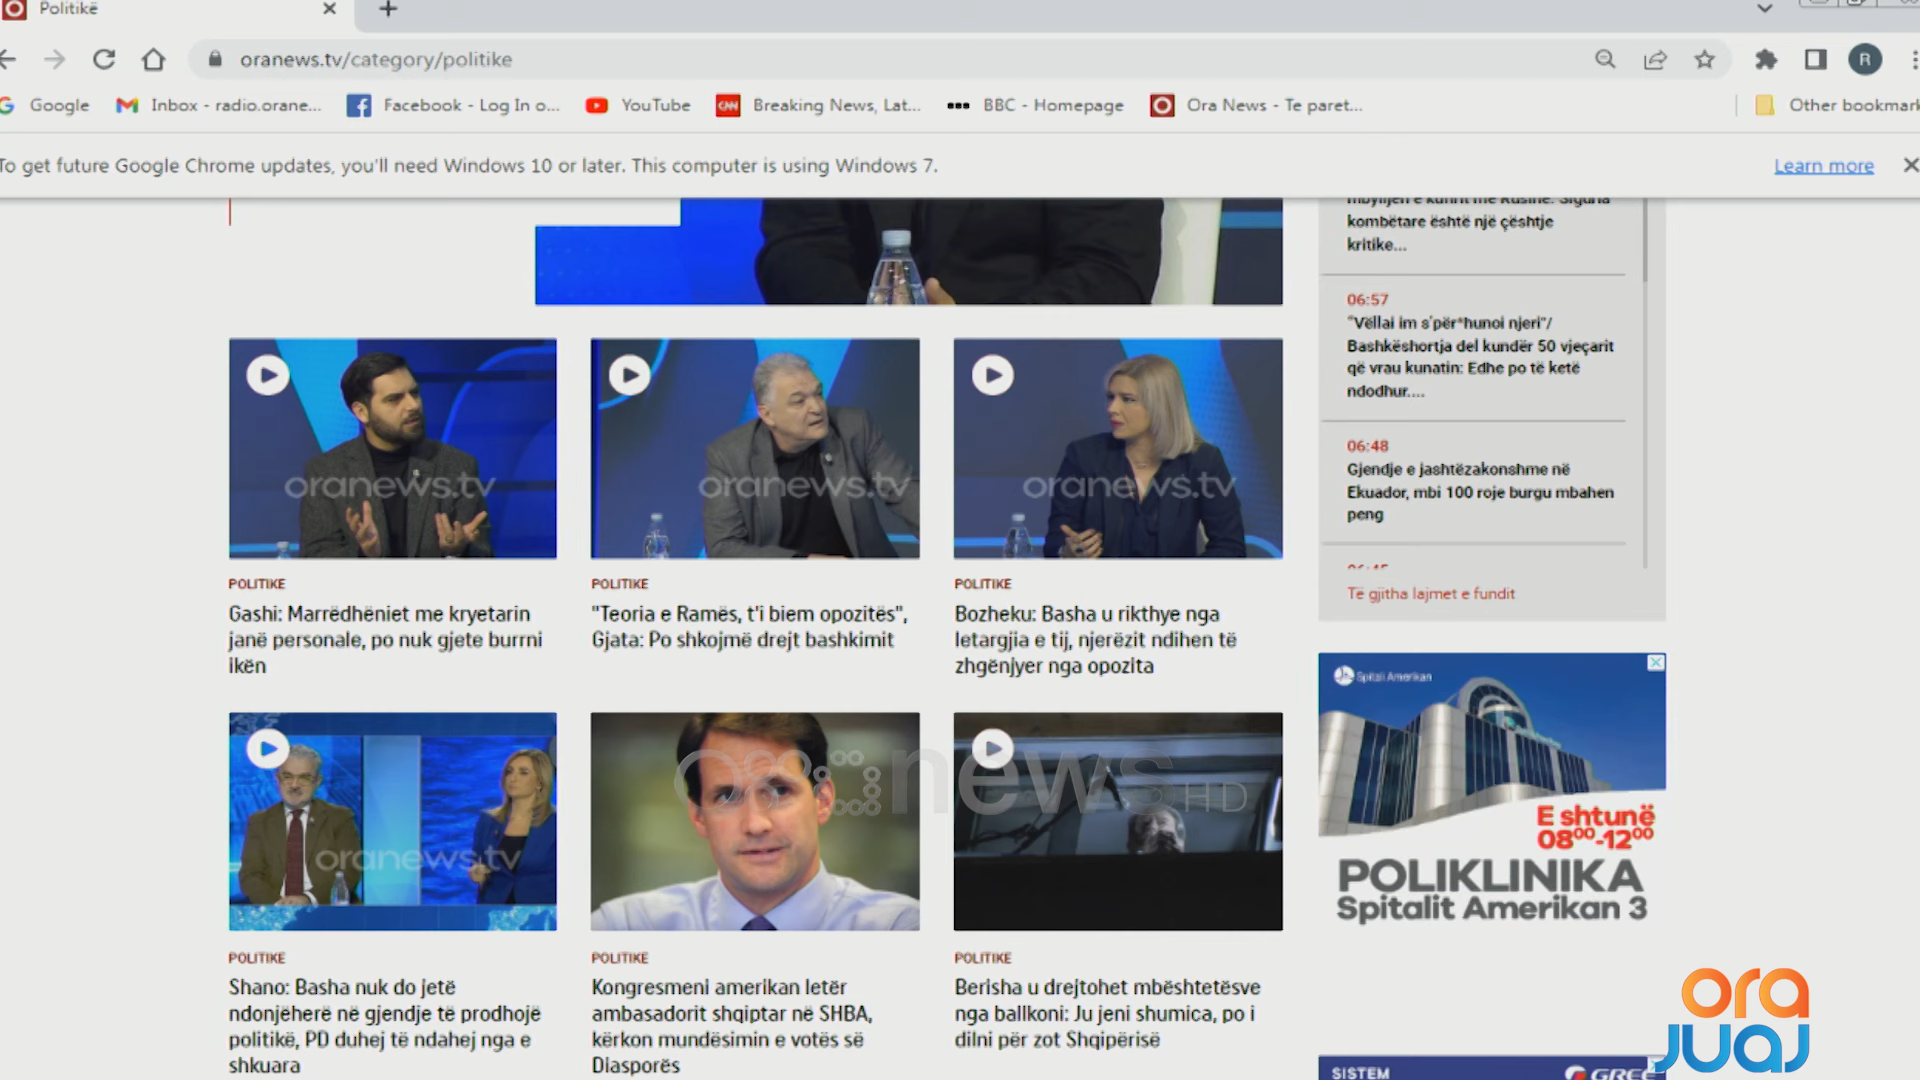 Politikë
oranews.tv/category/politike
R
Google
Inbox - radio.orane...
Facebook - Log In o...
YouTube
CNN
Breaking News, Lat...
BBC - Homepage
Ora News - Te paret...
Other bookmark
To get future Google Chrome updates, you'll need Windows 10 or later. This computer is using Windows 7.
Learn more
kombëtare është një çështje
kritike...
06:57
"Vëllai im s'për*hunoi njeri"/
Bashkëshortja del kundër 50 vjeçarit
që vrau kunatin: Edhe po të ketë
ndodhur....
06:48
Gjendje e jashtëzakonshme në
Ekuador, mbi 100 roje burgu mbahen
peng
Të gjitha lajmet e fundit
oranews.tv
oranews.tv
oranews.tv
POLITIKE
Gashi: Marrëdhëniet me kryetarin
janë personale, po nuk gjete burrni
ikën
POLITIKE
"Teoria e Ramës, t'i biem opozitës",
Gjata: Po shkojmë drejt bashkimit
POLITIKE
Bozheku: Basha u rikthye nga
letargjia e tij, njerëzit ndihen të
zhgënjyer nga opozita
oranews.tv
ora news HD
POLITIKE
Shano: Basha nuk do jetë
ndonjëherë në gjendje të prodhojë
politikë, PD duhej të ndahej nga e
shkuara
POLITIKE
Kongresmeni amerikan letër
ambasadorit shqiptar në SHBA,
kërkon mundësimin e votës së
Diasporës
POLITIKE
Berisha u drejtohet mbështetësve
nga ballkoni: Ju jeni shumica, po i
dilni për zot Shqipërisë
Spitali Amerikan
E shtunë
08⁰⁰-12⁰⁰
POLIKLINIKA
Spitalit Amerikan 3
ora
JUAJ
SISTEM
GREE